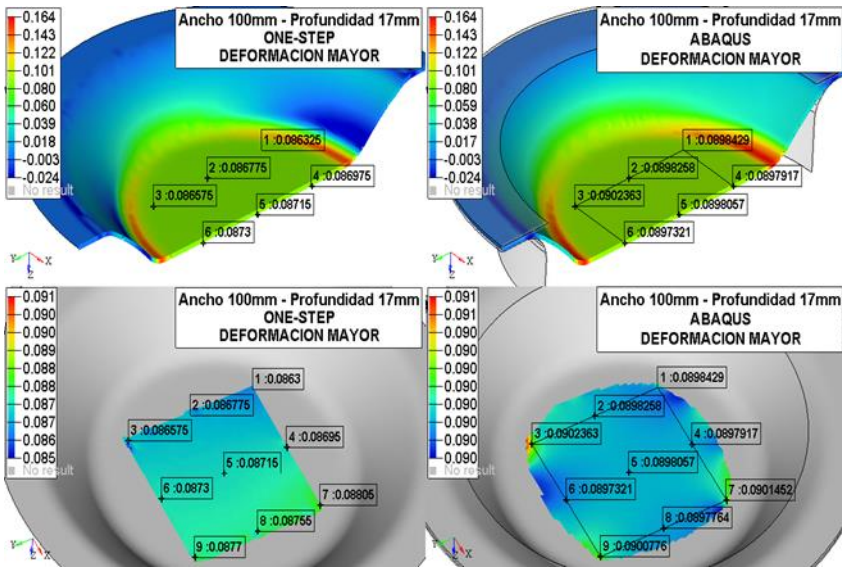 Ancho 100mm - Profundidad 17mm
ONE-STEP
DEFORMACION MAYOR
0.164
0.143
0.122
0.101
0.080
0.060
0.039
0.018
-0.003
-0.024
No result
1 :0.086325
2 :0.086775
3 :0.086575
4 :0.086975
5 :0.08715
6 :0.0873
Y X
Z
Ancho 100mm - Profundidad 17mm
ABAQUS
DEFORMACION MAYOR
0.164
0.143
0.122
0.101
0.080
0.060
0.039
0.018
-0.003
-0.024
No result
1 :0.0898429
2 :0.0898258
3 :0.0902363
4 :0.0897917
5 :0.0898057
6 :0.0897321
Y X
Z
Ancho 100mm - Profundidad 17mm
ONE-STEP
DEFORMACION MAYOR
0.091
0.090
0.089
0.089
0.088
0.088
0.087
0.086
0.086
0.085
No result
1 :0.0863
2 :0.086775
3 :0.086575
4 :0.08695
5 :0.08715
6 :0.0873
7 :0.08805
8 :0.08755
9 :0.0877
Y X
Z
Ancho 100mm - Profundidad 17mm
ABAQUS
DEFORMACION MAYOR
0.091
0.091
0.090
0.090
0.090
0.090
0.090
0.090
0.090
0.090
No result
1 :0.0898429
2 :0.0898258
3 :0.0902363
4 :0.0897917
5 :0.0898057
6 :0.0897321
7 :0.0901452
8 :0.0897764
9 :0.0900776
Y X
Z